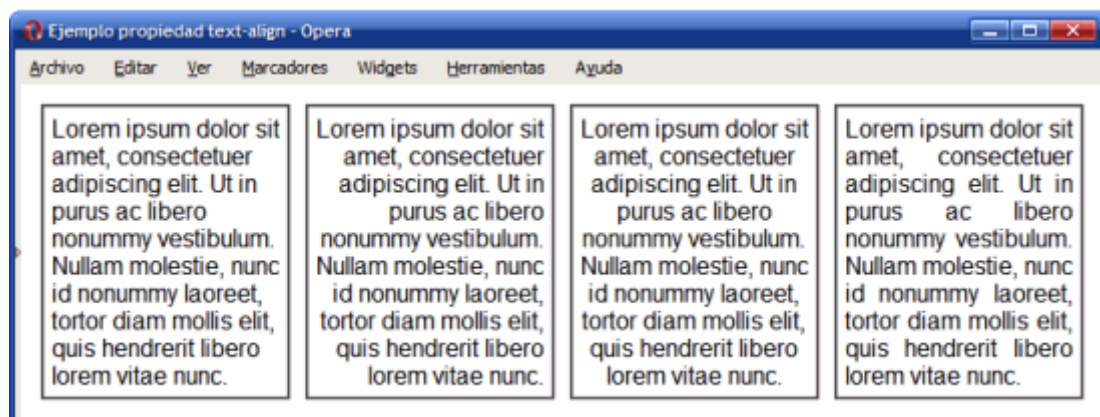 Ejemplo propiedad text-align - Opera
Archivo Editar Ver Marcadores Widgets Herramientas Ayuda
Lorem ipsum dolor sit
amet, consectetuer
adipiscing elit. Ut in
purus ac libero
nonummy vestibulum.
Nullam molestie, nunc
id nonummy laoreet,
tortor diam mollis elit,
quis hendrerit libero
lorem vitae nunc.
Lorem ipsum dolor sit
amet, consectetuer
adipiscing elit. Ut in
purus ac libero
nonummy vestibulum.
Nullam molestie, nunc
id nonummy laoreet,
tortor diam mollis elit,
quis hendrerit libero
lorem vitae nunc.
Lorem ipsum dolor sit
amet, consectetuer
adipiscing elit. Ut in
purus ac libero
nonummy vestibulum.
Nullam molestie, nunc
id nonummy laoreet,
tortor diam mollis elit,
quis hendrerit libero
lorem vitae nunc.
Lorem ipsum dolor sit
amet, consectetuer
adipiscing elit. Ut in
purus ac libero
nonummy vestibulum.
Nullam molestie, nunc
id nonummy laoreet,
tortor diam mollis elit,
quis hendrerit libero
lorem vitae nunc.